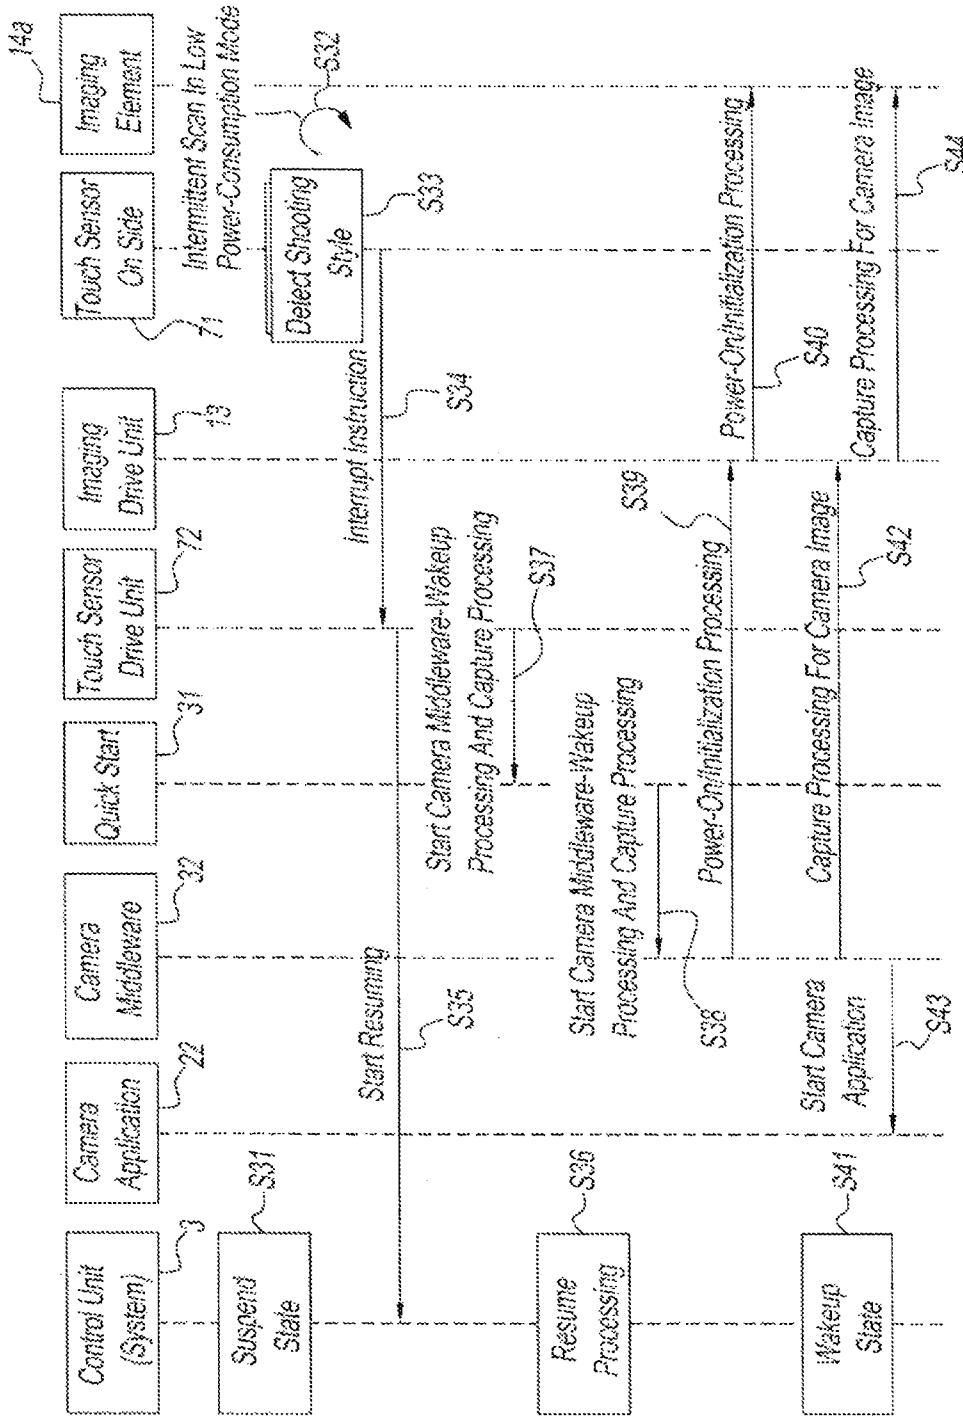 Control Unit
(System)
3
Camera
Application
22
Camera
Middleware
32
Quick Start
31
Touch Sensor
Drive Unit
72
Imaging
Drive Unit
13
Touch Sensor
On Side
71
Imaging
Element
14a
Suspend
State
S31
Intermittent Scan In Low
Power-Consumption Mode
S32
Detect Shooting
Style
S33
Interrupt Instruction
S34
Start Resuming
S35
Resume
Processing
S36
Start Camera Middleware-Wakeup
Processing And Capture Processing
S37
Start Camera Middleware-Wakeup
Processing And Capture Processing
S38
Power-On/Initialization Processing
S39
Power-On/Initialization Processing
S40
Wakeup
State
S41
Capture Processing For Camera Image
S42
Start Camera
Application
S43
Capture Processing For Camera Image
S44